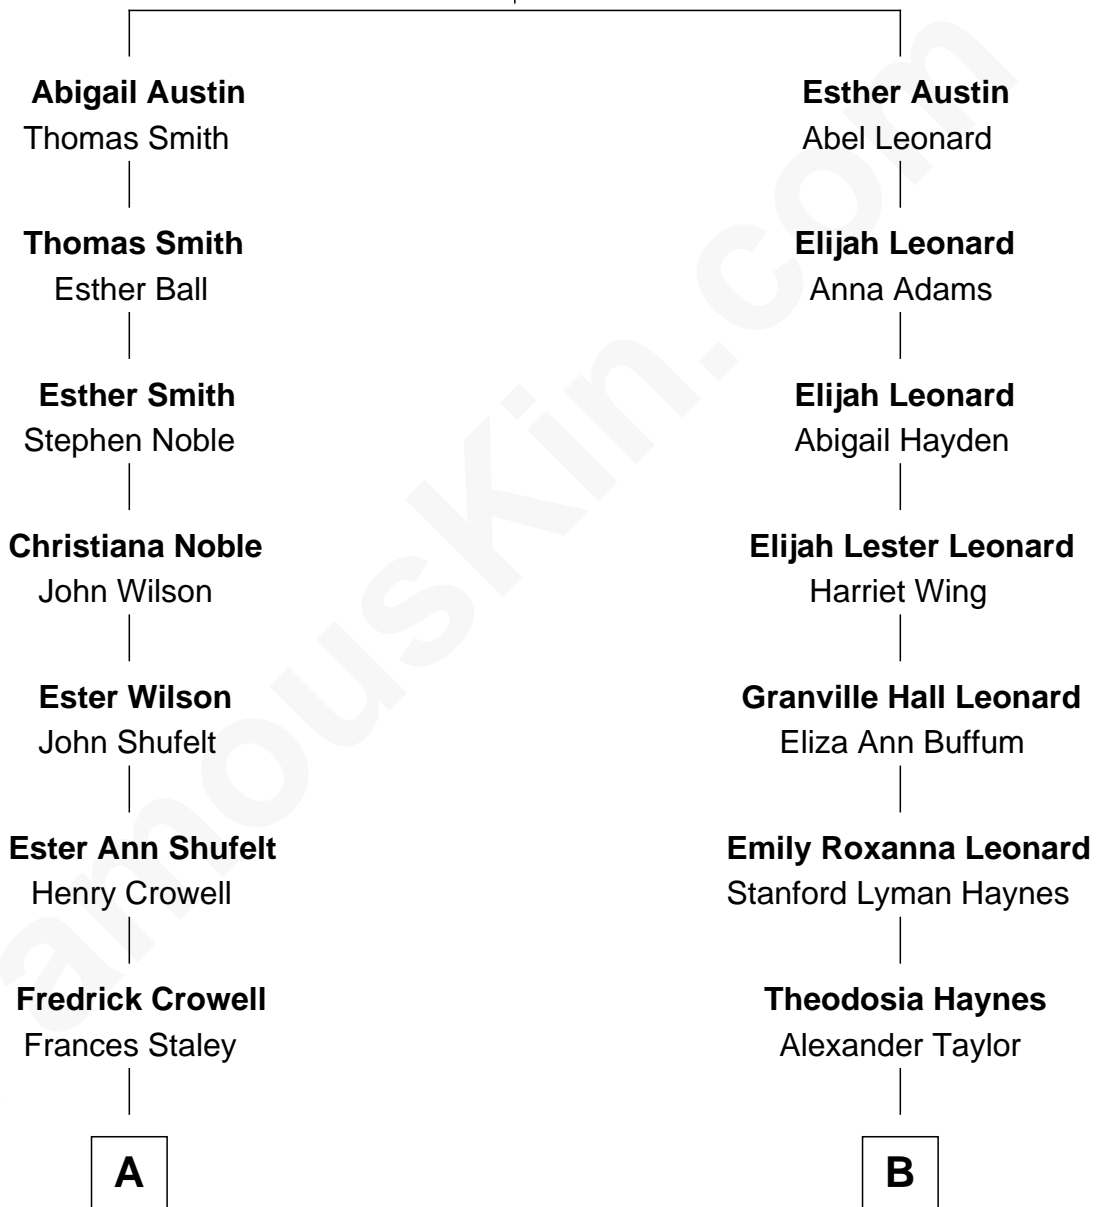 Abigail Austin
Thomas Smith
Thomas Smith
Esther Ball
Esther Smith
Stephen Noble
Christiana Noble
John Wilson
Ester Wilson
John Shufelt
Ester Ann Shufelt
Henry Crowell
Fredrick Crowell
Frances Staley
A
Esther Austin
Abel Leonard
Elijah Leonard
Anna Adams
Elijah Leonard
Abigail Hayden
Elijah Lester Leonard
Harriet Wing
Granville Hall Leonard
Eliza Ann Buffum
Emily Roxanna Leonard
Stanford Lyman Haynes
Theodosia Haynes
Alexander Taylor
B
amouskin.com